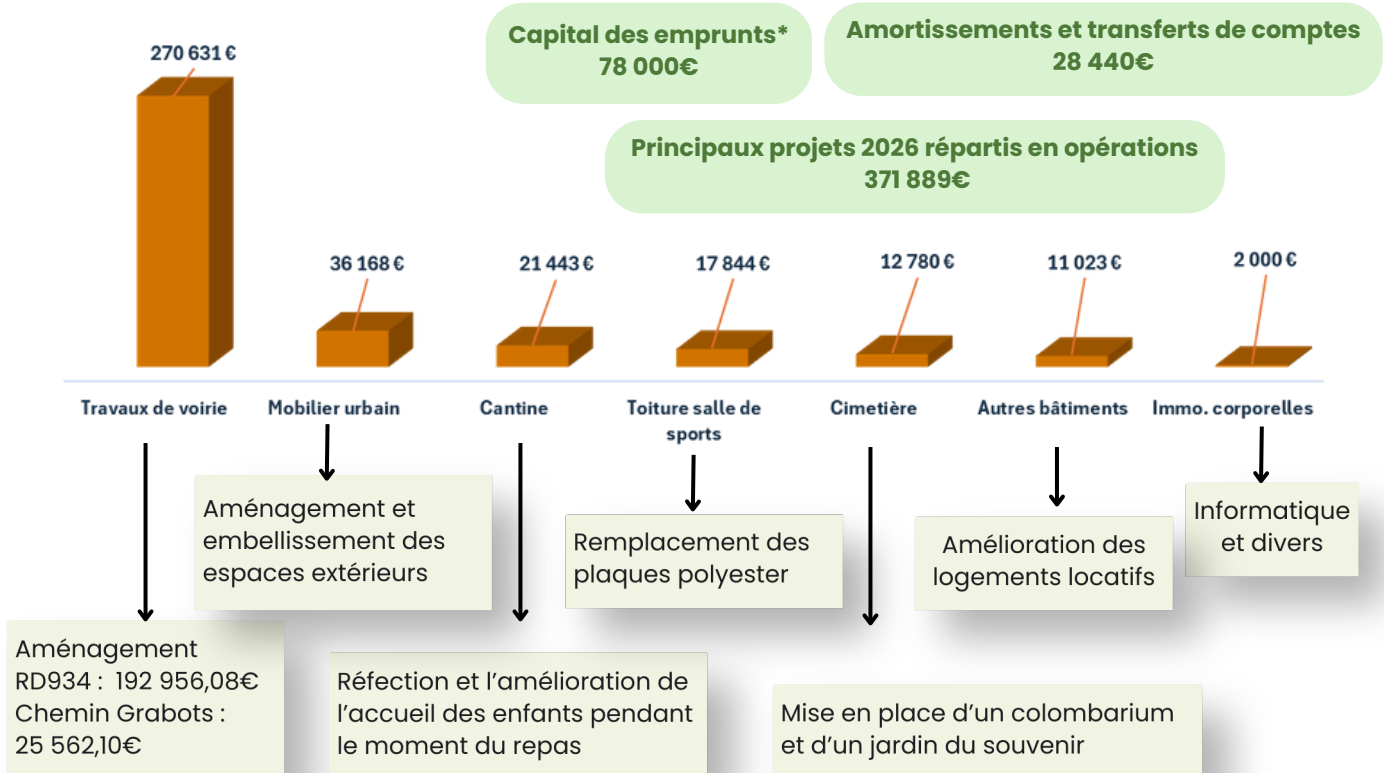 Capital des emprunts*
78 000€
Amortissements et transferts de comptes
28 440€
Principaux projets 2026 répartis en opérations
371 889€
270 631 €
36 168 €
21 443 €
17 844 €
12 780 €
11 023 €
2 000 €
Travaux de voirie
Mobilier urbain
Cantine
Toiture salle de
sports
Cimetière
Autres bâtiments
Immo. corporelles
Aménagement et
embellissement des
espaces extérieurs
Remplacement des
plaques polyester
Amélioration des
logements locatifs
Informatique
et divers
Aménagement
RD934 : 192 956,08€
Chemin Grabots :
25 562,10€
Réfection et l’amélioration de
l’accueil des enfants pendant
le moment du repas
Mise en place d’un colombarium
et d’un jardin du souvenir